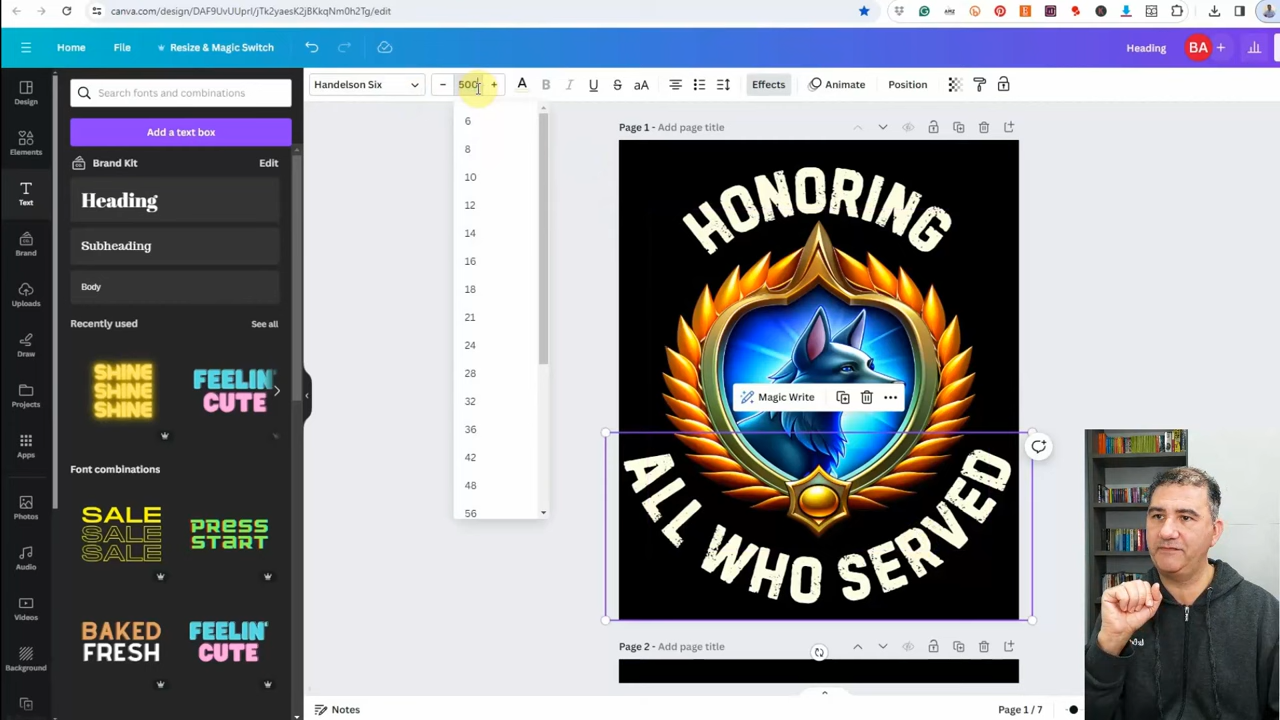 canva.com/design/DAF9UvUUprI/jTk2yaesK2jBKkqNm0h2Tg/edit
Home
File
Resize & Magic Switch
Heading
BA
Design
Elements
Text
Brand
Uploads
Draw
Projects
Apps
Photos
Audio
Videos
Background
Search fonts and combinations
Add a text box
Brand Kit
Edit
Heading
Subheading
Body
Recently used
See all
SHINE
SHINE
SHINE
FEELIN'
CUTE
Font combinations
SALE
SALE
SALE
PRESS
START
BAKED
FRESH
FEELIN'
CUTE
Handelson Six
500
A
B
I
U
S
aA
Effects
Animate
Position
6
8
10
12
14
16
18
21
24
28
32
36
42
48
56
Page 1 - Add page title
HONORING
Magic Write
ALL WHO SERVED
Page 2 - Add page title
Notes
Page 1 / 7